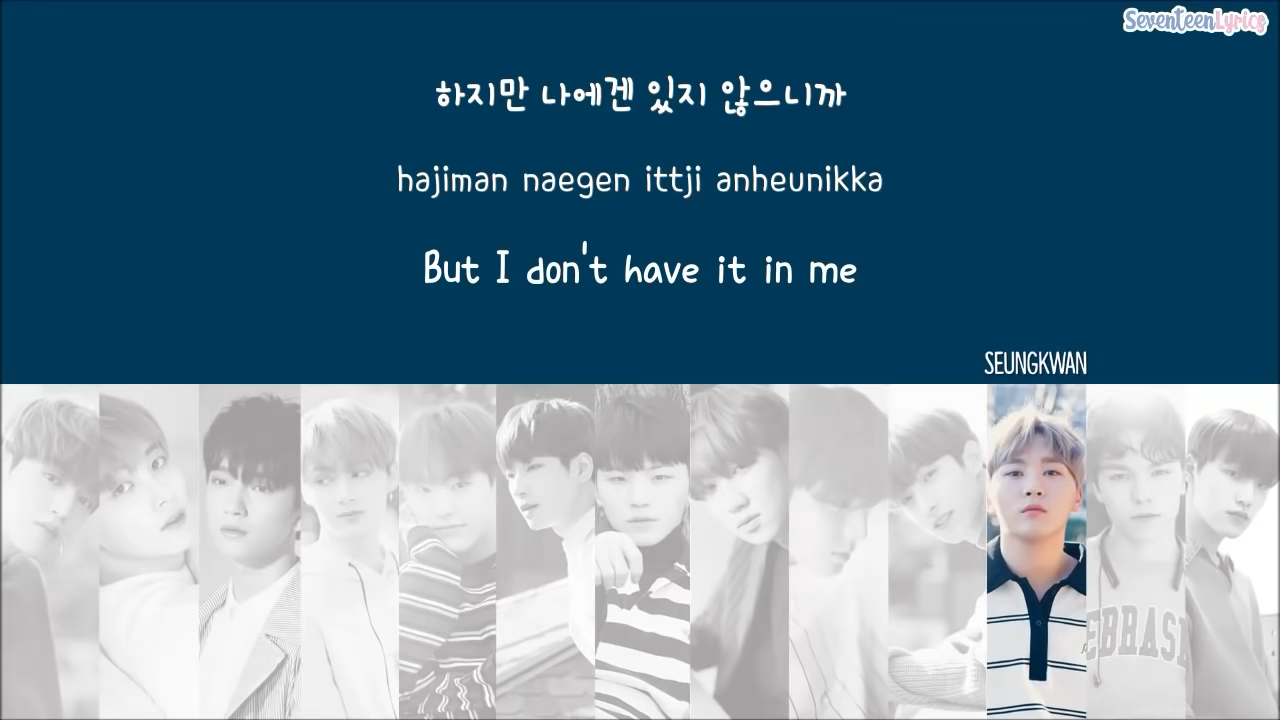 SeventeenLyrics
하지만 나에겐 있지 않으니까
hajiman naegen ittji anheunikka
But I don't have it in me
SEUNGKWAN
EBRAS